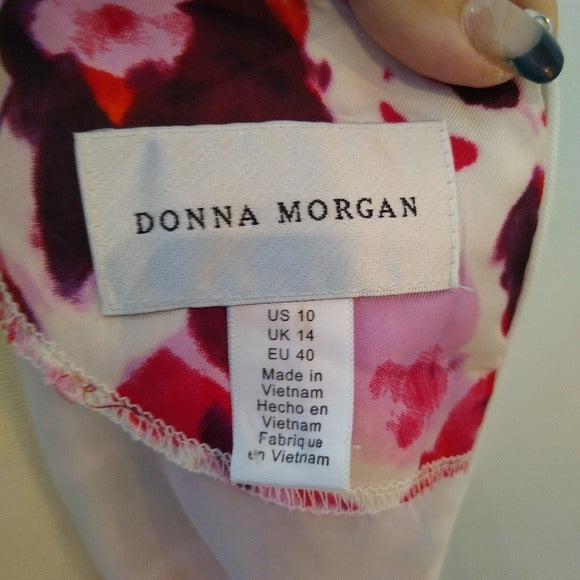 DONNA MORGAN
US 10
UK 14
EU 40
Made in
Vietnam
Hecho en
Vietnam
Fabrique
en Vietnam